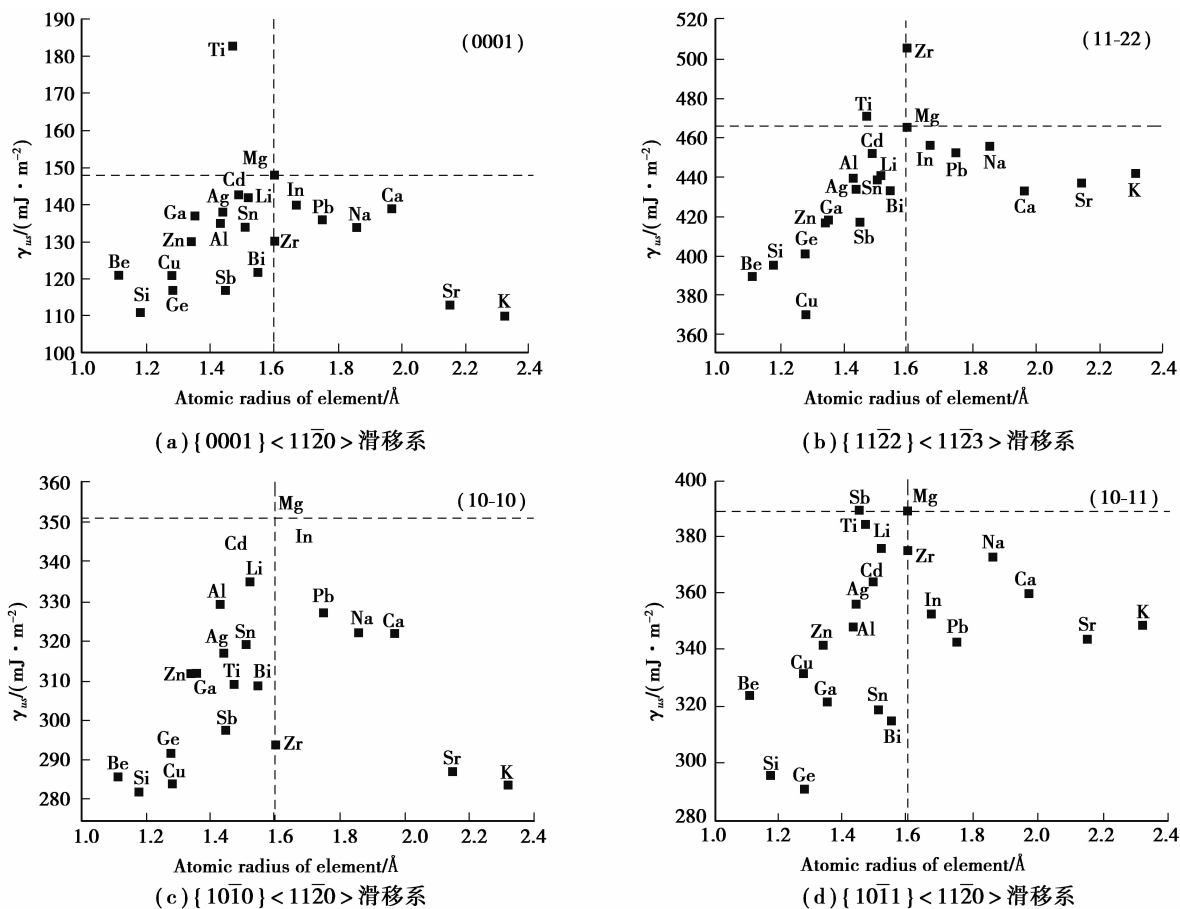 190
180
170
160
150
140
130
120
110
100
γus/(mJ·m−2)
(0001)
Ti
Mg
Cd
Li
In
Ca
Ag
Ga
Sn
Pb
Na
Al
Zn
Zr
Be
Cu
Bi
Sb
Si
Ge
Sr
K
1.0 1.2 1.4 1.6 1.8 2.0 2.2 2.4
Atomic radius of element/Å
(a){0001}<112̅0>滑移系
520
500
480
460
440
420
400
380
360
γus/(mJ·m−2)
(11-22)
Zr
Ti
Mg
Cd
In
Pb
Na
Al
Li
Ag
Sn
Bi
K
Sr
Ca
Zn
Ga
Sb
Ge
Si
Be
Cu
1.0 1.2 1.4 1.6 1.8 2.0 2.2 2.4
Atomic radius of element/Å
(b){112̅2}<112̅3>滑移系
360
350
340
330
320
310
300
290
280
γus/(mJ·m−2)
(10-10)
Mg
In
Cd
Li
Al
Pb
Na
Ca
Ag
Sn
Zn
Ga
Ti
Bi
Sb
Zr
Ge
Be
Si
Cu
Sr
K
1.0 1.2 1.4 1.6 1.8 2.0 2.2 2.4
Atomic radius of element/Å
(c){101̅0}<112̅0>滑移系
400
380
360
340
320
300
280
γus/(mJ·m−2)
(10-11)
Sb
Mg
Ti
Li
Zr
Na
Cd
Ca
Ag
In
Al
Pb
Zn
Sr
K
Cu
Be
Ga
Sn
Bi
Si
Ge
1.0 1.2 1.4 1.6 1.8 2.0 2.2 2.4
Atomic radius of element/Å
(d){101̅1}<112̅0>滑移系